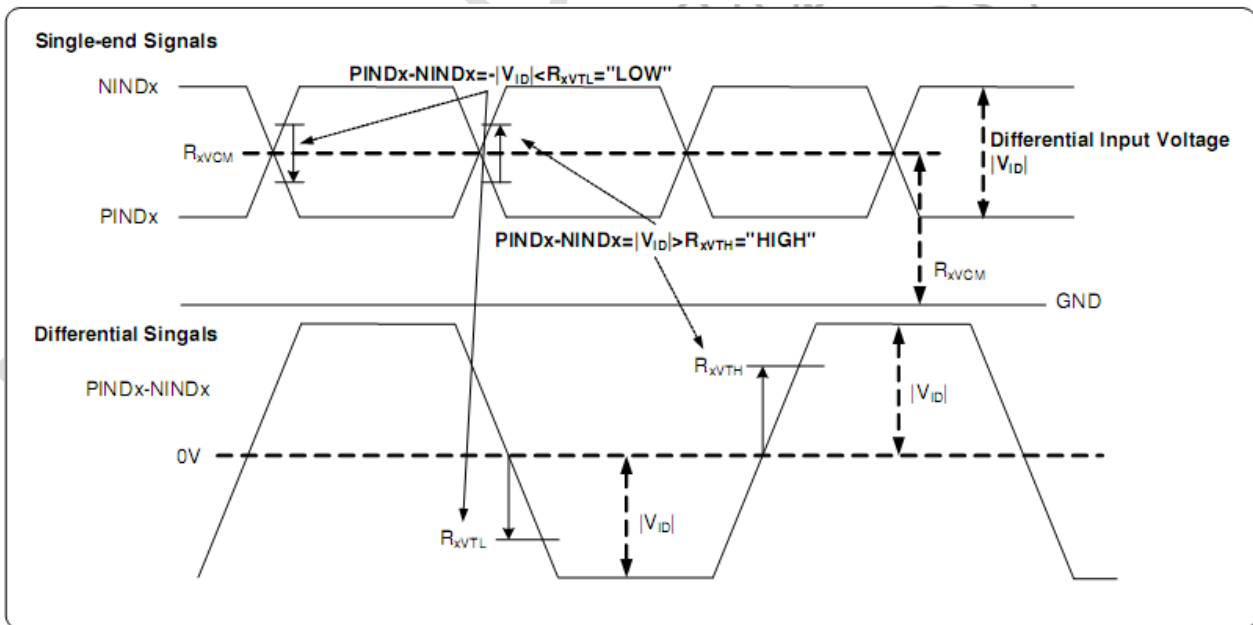 Single-end Signals
PINDx-NINDx=-|VID|<RxVTL="LOW"
NINDx
RxVCM
Differential Input Voltage
|VID|
PINDx
PINDx-NINDx=|VID|>RxVTH="HIGH"
RxVCM
GND
Differential Singals
RxVTH
PINDx-NINDx
|VID|
0V
|VID|
RxVTL